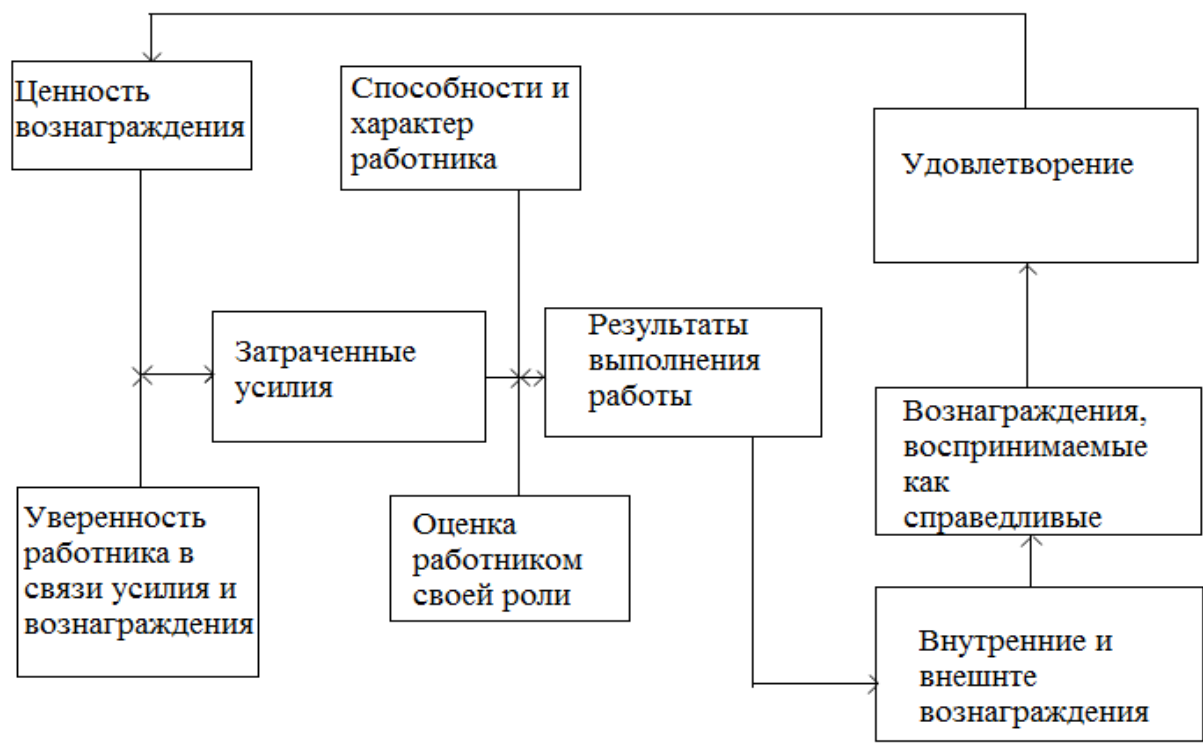 Ценность
вознаграждения
Способности и
характер
работника
Удовлетворение
Затраченные
усилия
Результаты
выполнения
работы
Вознаграждения,
воспринимаемые
как
справедливые
Уверенность
работника в
связи усилия и
вознаграждения
Оценка
работником
своей роли
Внутренние и
внешнте
вознаграждения